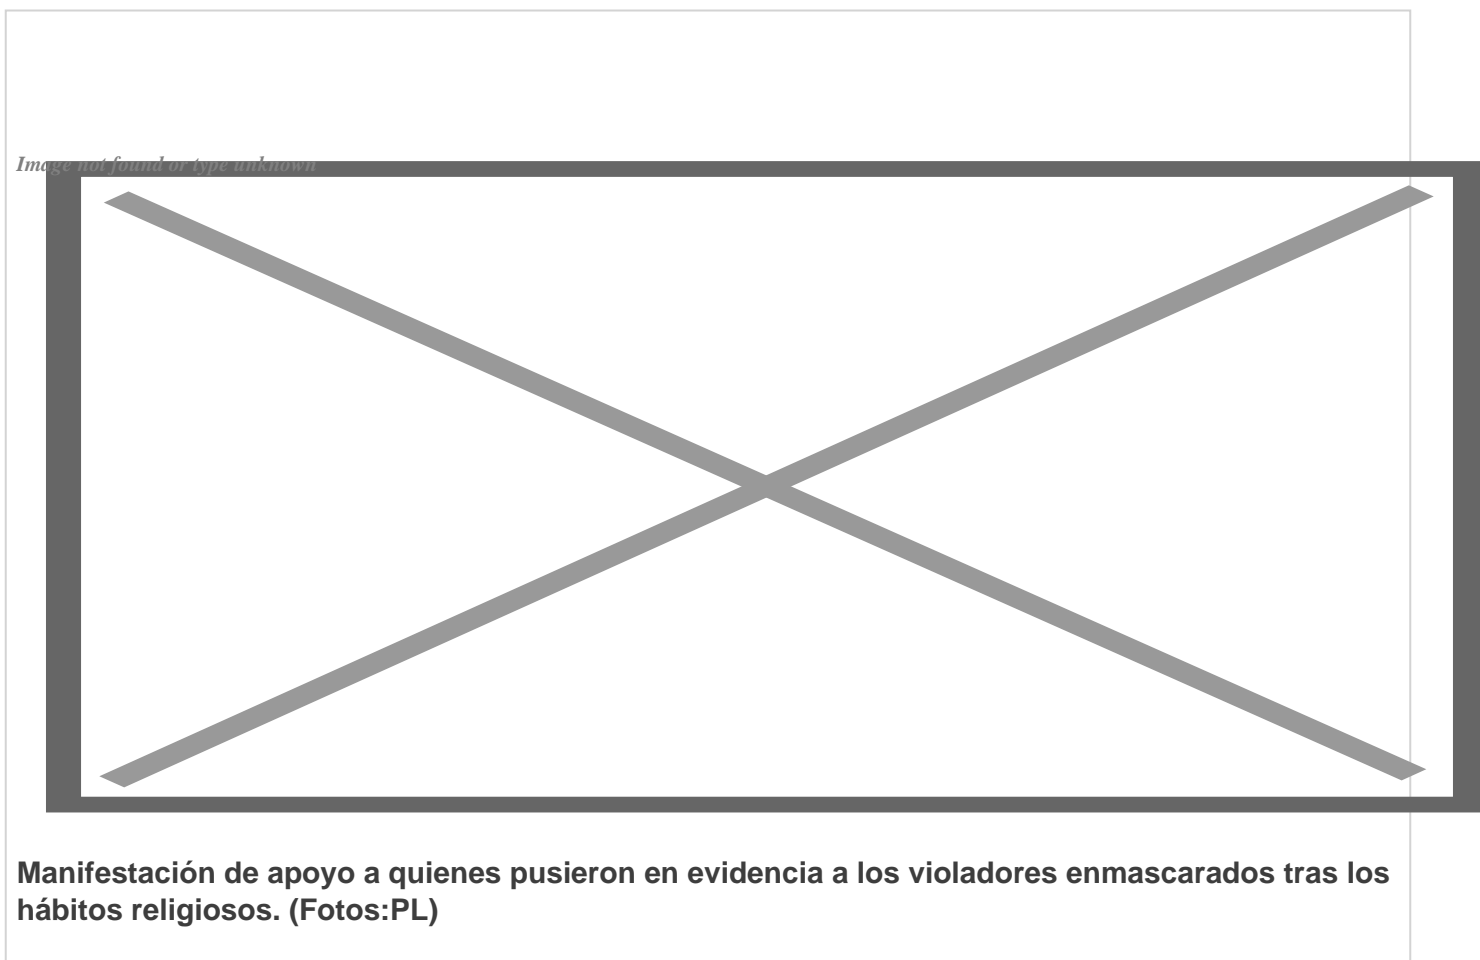 Image not found or type unknown
Manifestación de apoyo a quienes pusieron en evidencia a los violadores enmascarados tras los
hábitos religiosos. (Fotos:PL)